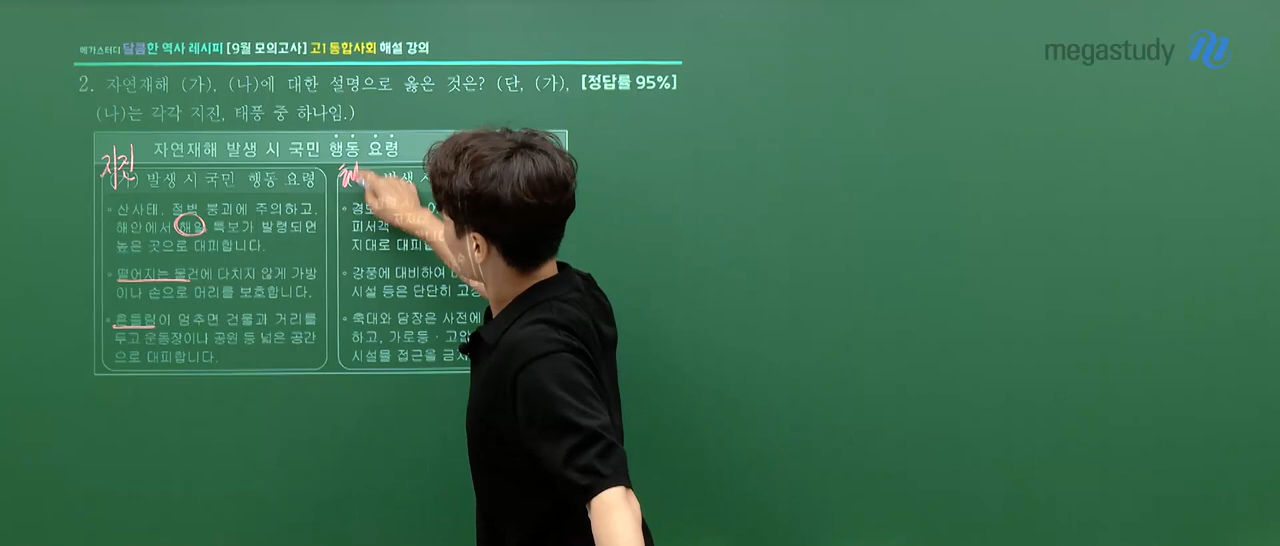 메가스터디 달콤한 역사 레시피 [9월 모의고사] 고1 통합사회 해설 강의
megastudy
2. 자연재해 (가), (나)에 대한 설명으로 옳은 것은? (단, (가), [정답률 95%]
(나)는 각각 지진, 태풍 중 하나임.)
자연재해 발생 시 국민 행동 요령
지진
발생 시 국민 행동 요령
◦ 산사태, 절벽 붕괴에 주의하고,
해안에서 해일 특보가 발령되면
높은 곳으로 대피합니다.
◦ 떨어지는 물건에 다치지 않게 가방
이나 손으로 머리를 보호합니다.
◦ 흔들림이 멈추면 건물과 거리를
두고 운동장이나 공원 등 넓은 공간
으로 대피합니다.
발생
피서객
지대로
◦ 강풍에 대비하여
시설 등은 단단히
◦ 축대와 담장은 사전에
하고, 가로등 · 고압
시설물 접근을